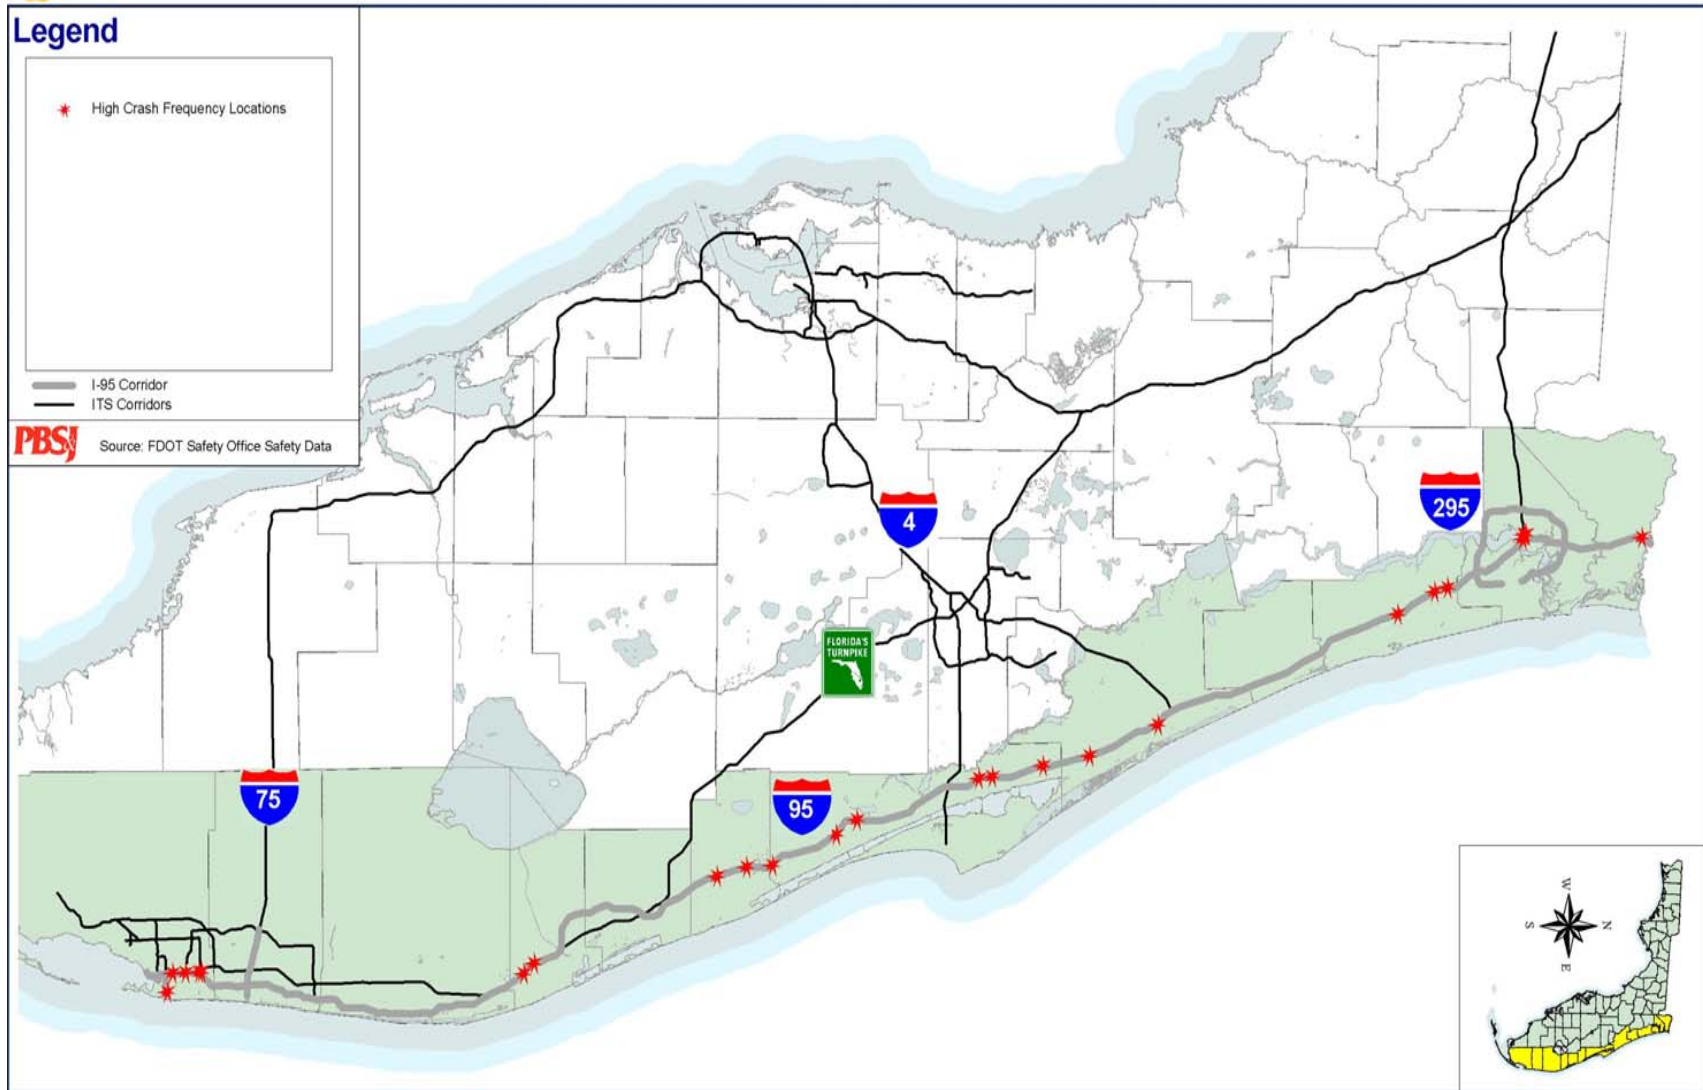 Legend
High Crash Frequency Locations
I-95 Corridor
ITS Corridors
PBSJ Source: FDOT Safety Office Safety Data
4
295
FLORIDA'S
TURNPIKE
75
95
W
S N
E